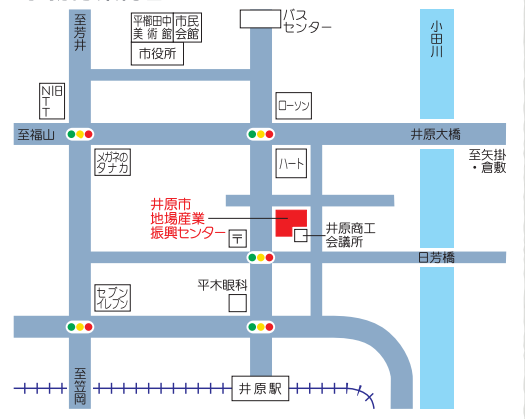 至芳井
平櫛田中
美術館
市民
会館
市役所
バス
センター
小田川
旧
NTT
ローソン
至福山
井原大橋
至矢掛
・倉敷
メガネの
タナカ
ハート
井原市
地場産業
振興センター
〒
井原商工
会議所
日芳橋
セブン
イレブン
平木眼科
至笠岡
井原駅